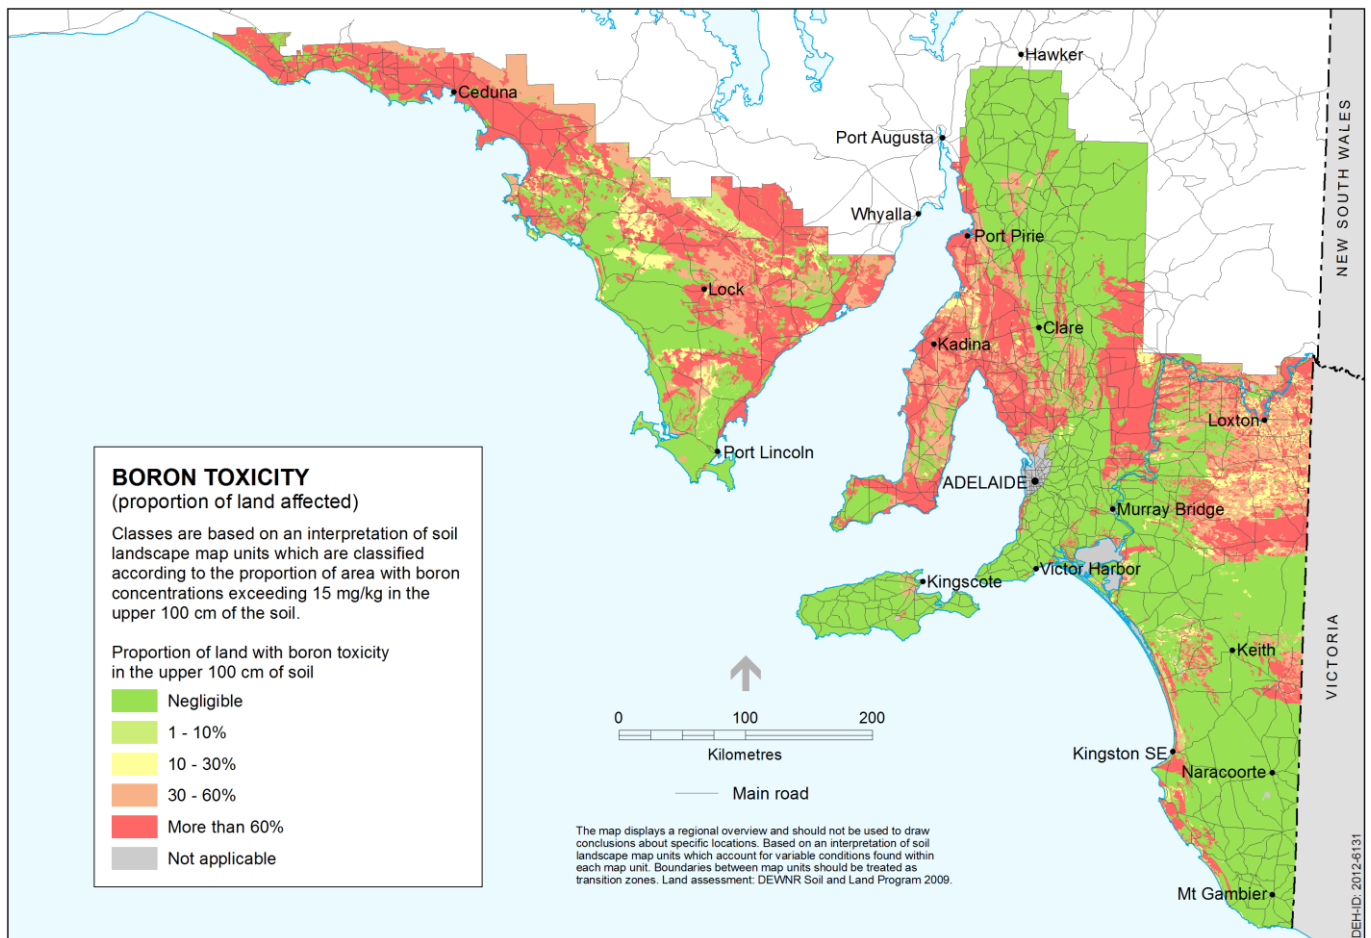 Hawker
Ceduna
Port Augusta
Whyalla
Port Pirie
Lock
Clare
Kadina
Loxton
Port Lincoln
ADELAIDE
Murray Bridge
Victor Harbor
Kingscote
Keith
Kingston SE
Naracoorte
Mt Gambier
NEW SOUTH WALES
VICTORIA
BORON TOXICITY
(proportion of land affected)
Classes are based on an interpretation of soil
landscape map units which are classified
according to the proportion of area with boron
concentrations exceeding 15 mg/kg in the
upper 100 cm of the soil.
Proportion of land with boron toxicity
in the upper 100 cm of soil
Negligible
1 - 10%
10 - 30%
30 - 60%
More than 60%
Not applicable
0 100 200
Kilometres
Main road
The map displays a regional overview and should not be used to draw
conclusions about specific locations. Based on an interpretation of soil
landscape map units which account for variable conditions found within
each map unit. Boundaries between map units should be treated as
transition zones. Land assessment: DEWNR Soil and Land Program 2009.
DEH-ID: 2012-6131